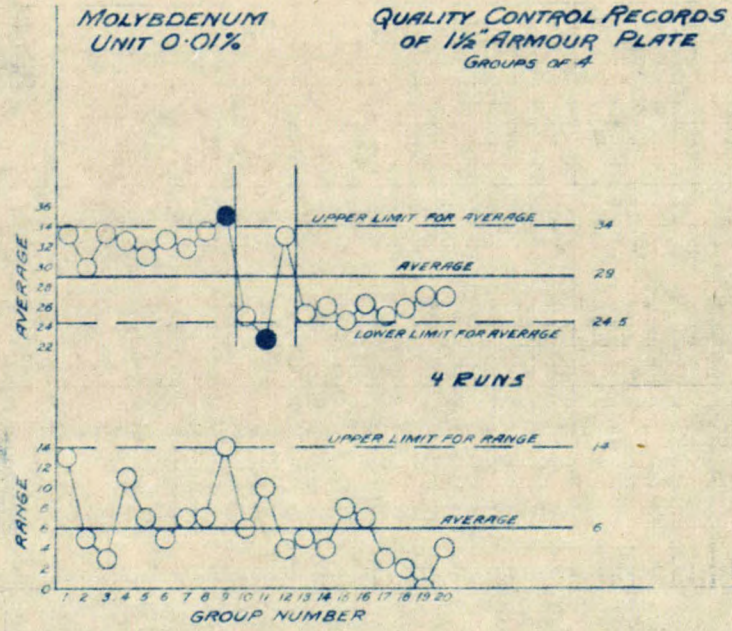 MOLYBDENUM
UNIT 0·01%
QUALITY CONTROL RECORDS
OF 1½" ARMOUR PLATE
GROUPS OF 4
AVERAGE
36
34
32
30
28
26
24
22
UPPER LIMIT FOR AVERAGE
34
AVERAGE
29
LOWER LIMIT FOR AVERAGE
24.5
4 RUNS
RANGE
14
12
10
8
6
4
2
0
UPPER LIMIT FOR RANGE
14
AVERAGE
6
1 2 3 4 5 6 7 8 9 10 11 12 13 14 15 16 17 18 19 20
GROUP NUMBER